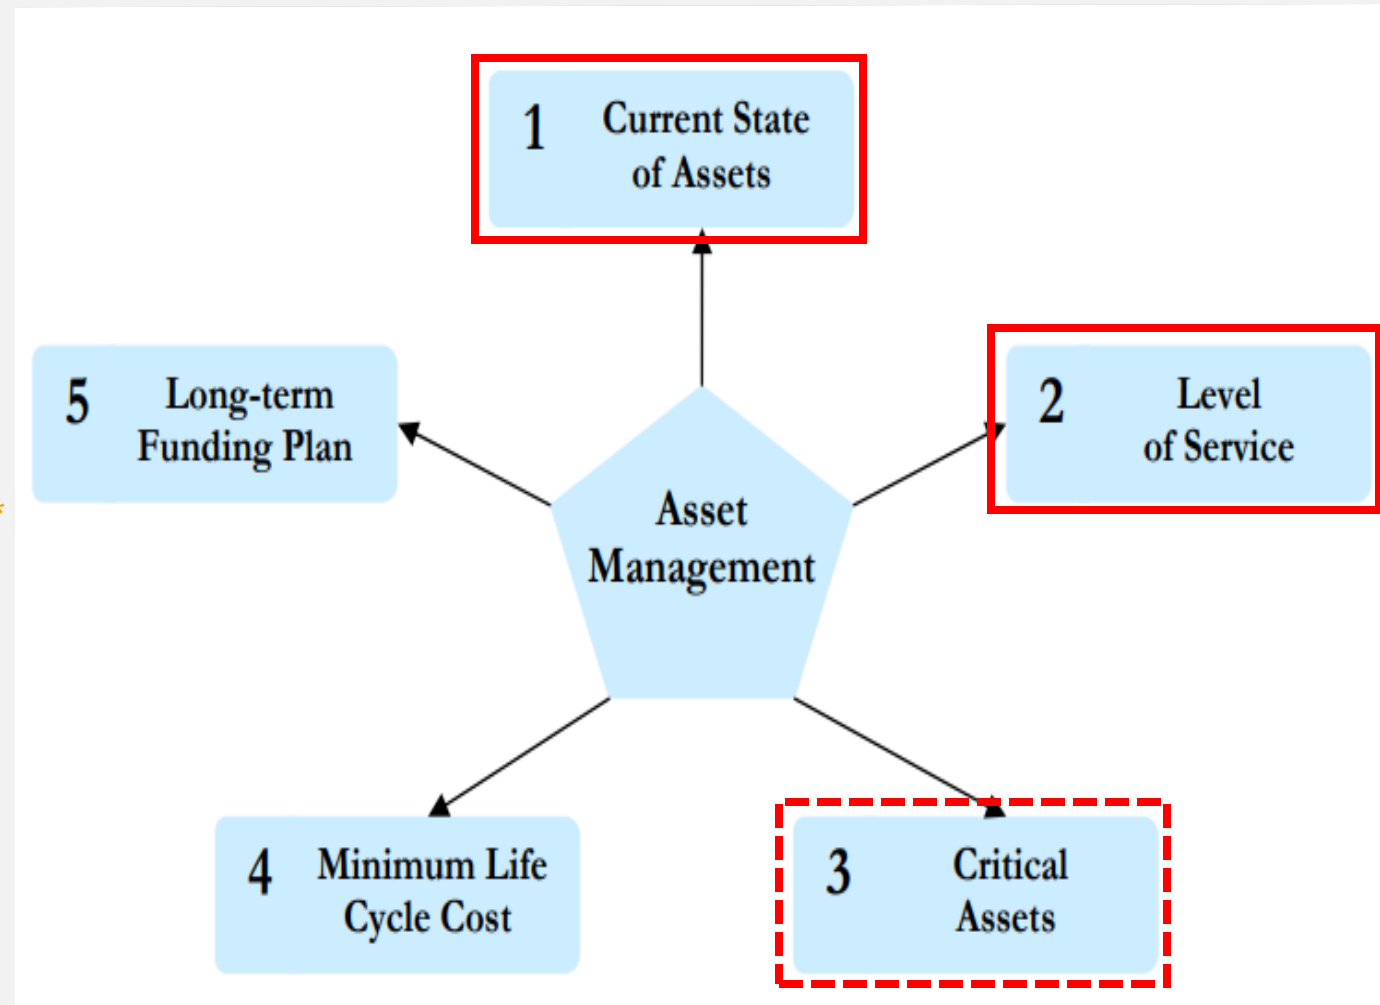 1
Current State
of Assets
2
Level
of Service
3
Critical
Assets
4
Minimum Life
Cycle Cost
5
Long-term
Funding Plan
Asset
Management
*